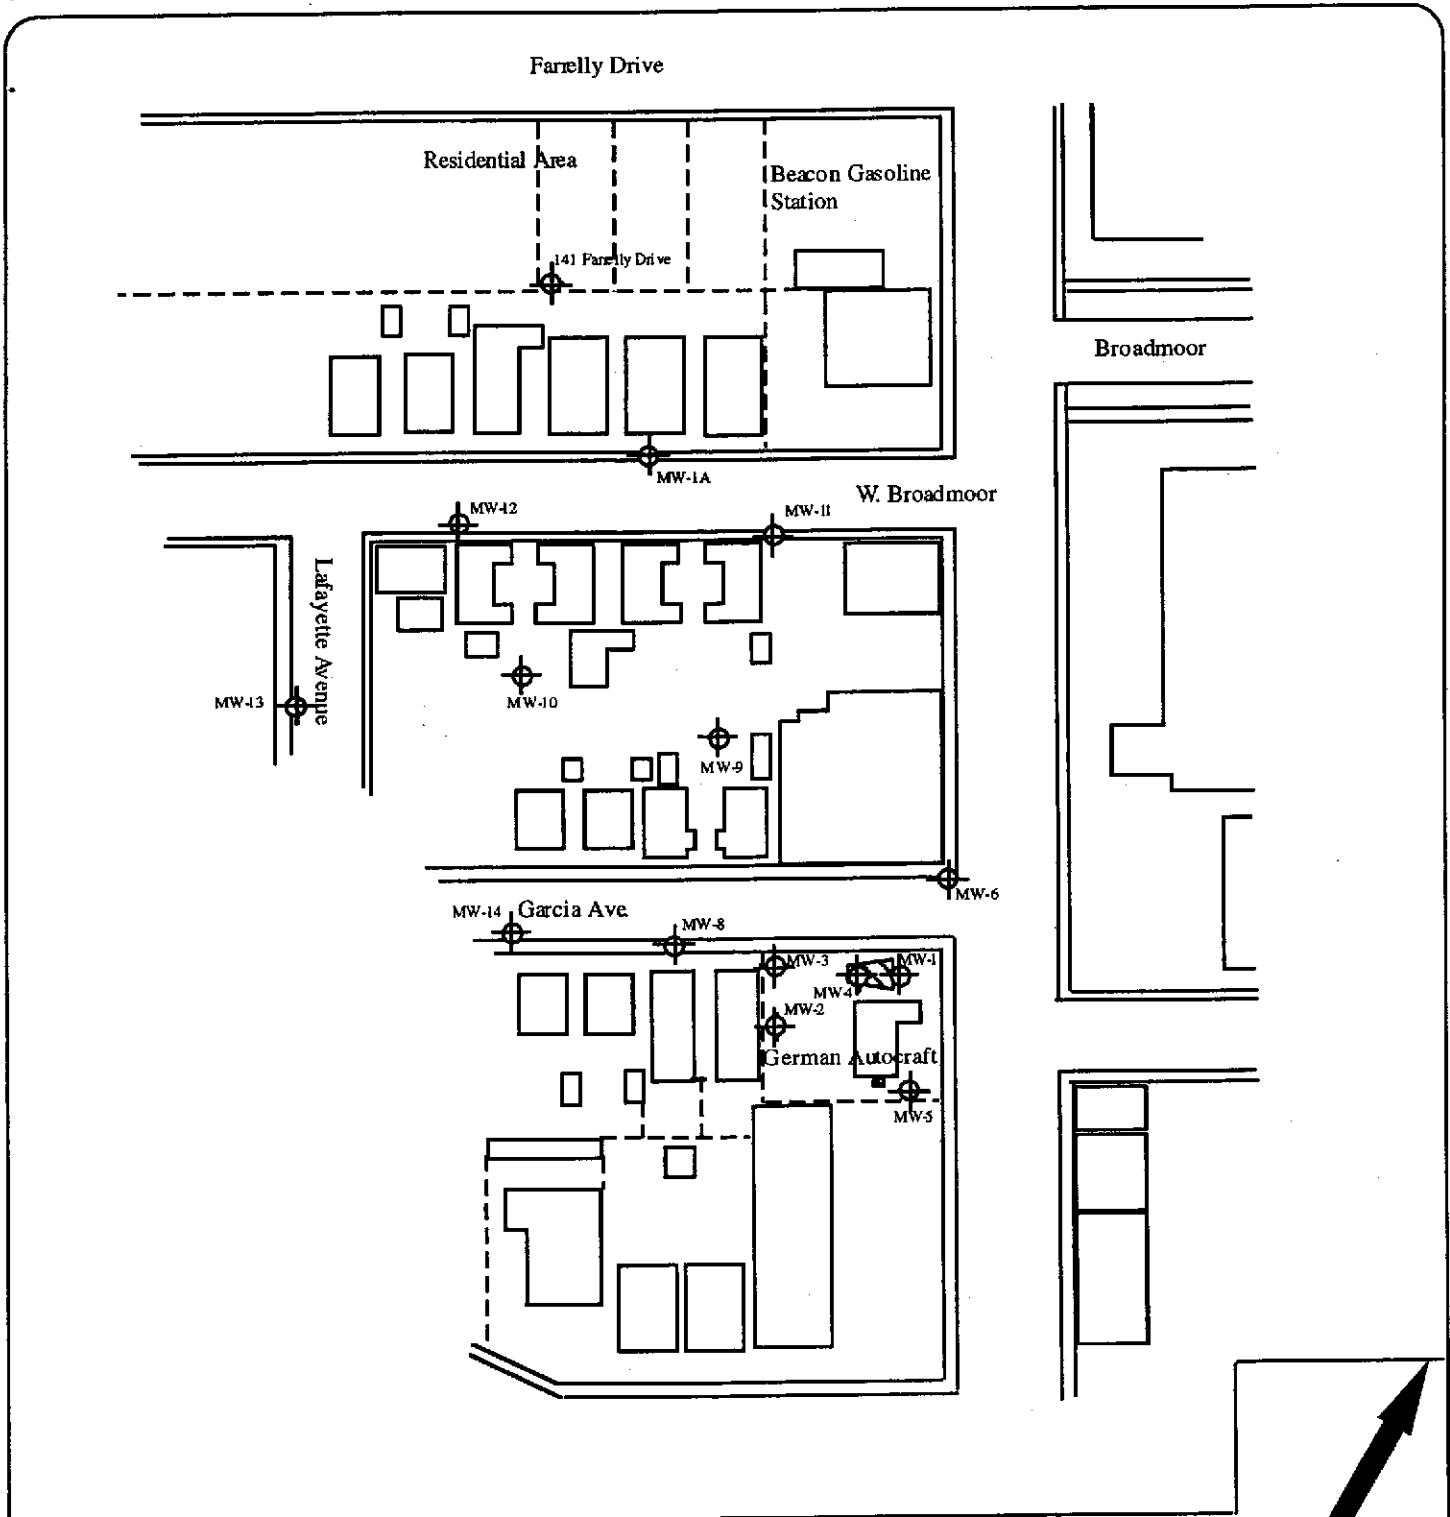 Farrelly Drive
Residential Area
Beacon Gasoline
Station
141 Farrelly Drive
Broadmoor
MW-1A
W. Broadmoor
MW-12
MW-11
Lafayette Avenue
MW-13
MW-10
MW-9
MW-6
MW-14
Garcia Ave.
MW-8
MW-3
MW-1
MW-4
MW-2
German Autocraft
MW-5